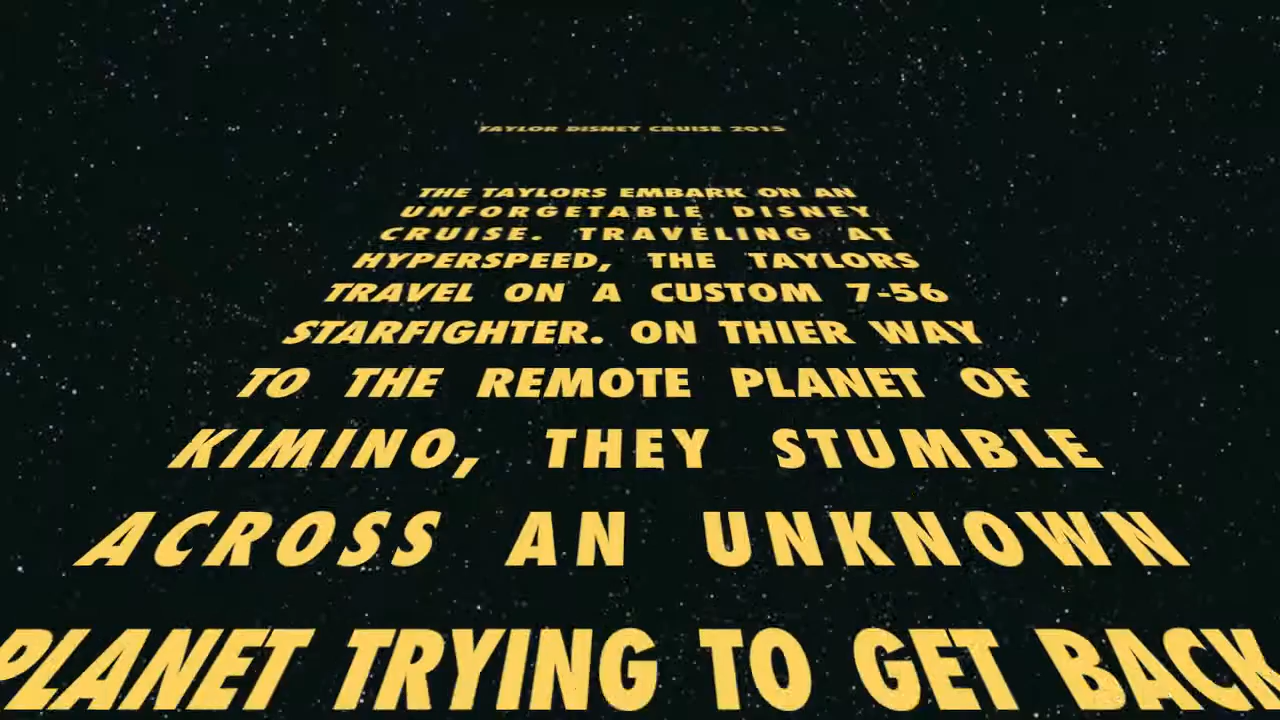 TAYLOR DISNEY CRUISE 2015
THE TAYLORS EMBARK ON AN
UNFORGETABLE DISNEY
CRUISE. TRAVELING AT
HYPERSPEED, THE TAYLORS
TRAVEL ON A CUSTOM 7-56
STARFIGHTER. ON THIER WAY
TO THE REMOTE PLANET OF
KIMINO, THEY STUMBLE
ACROSS AN UNKNOWN
PLANET TRYING TO GET BACK